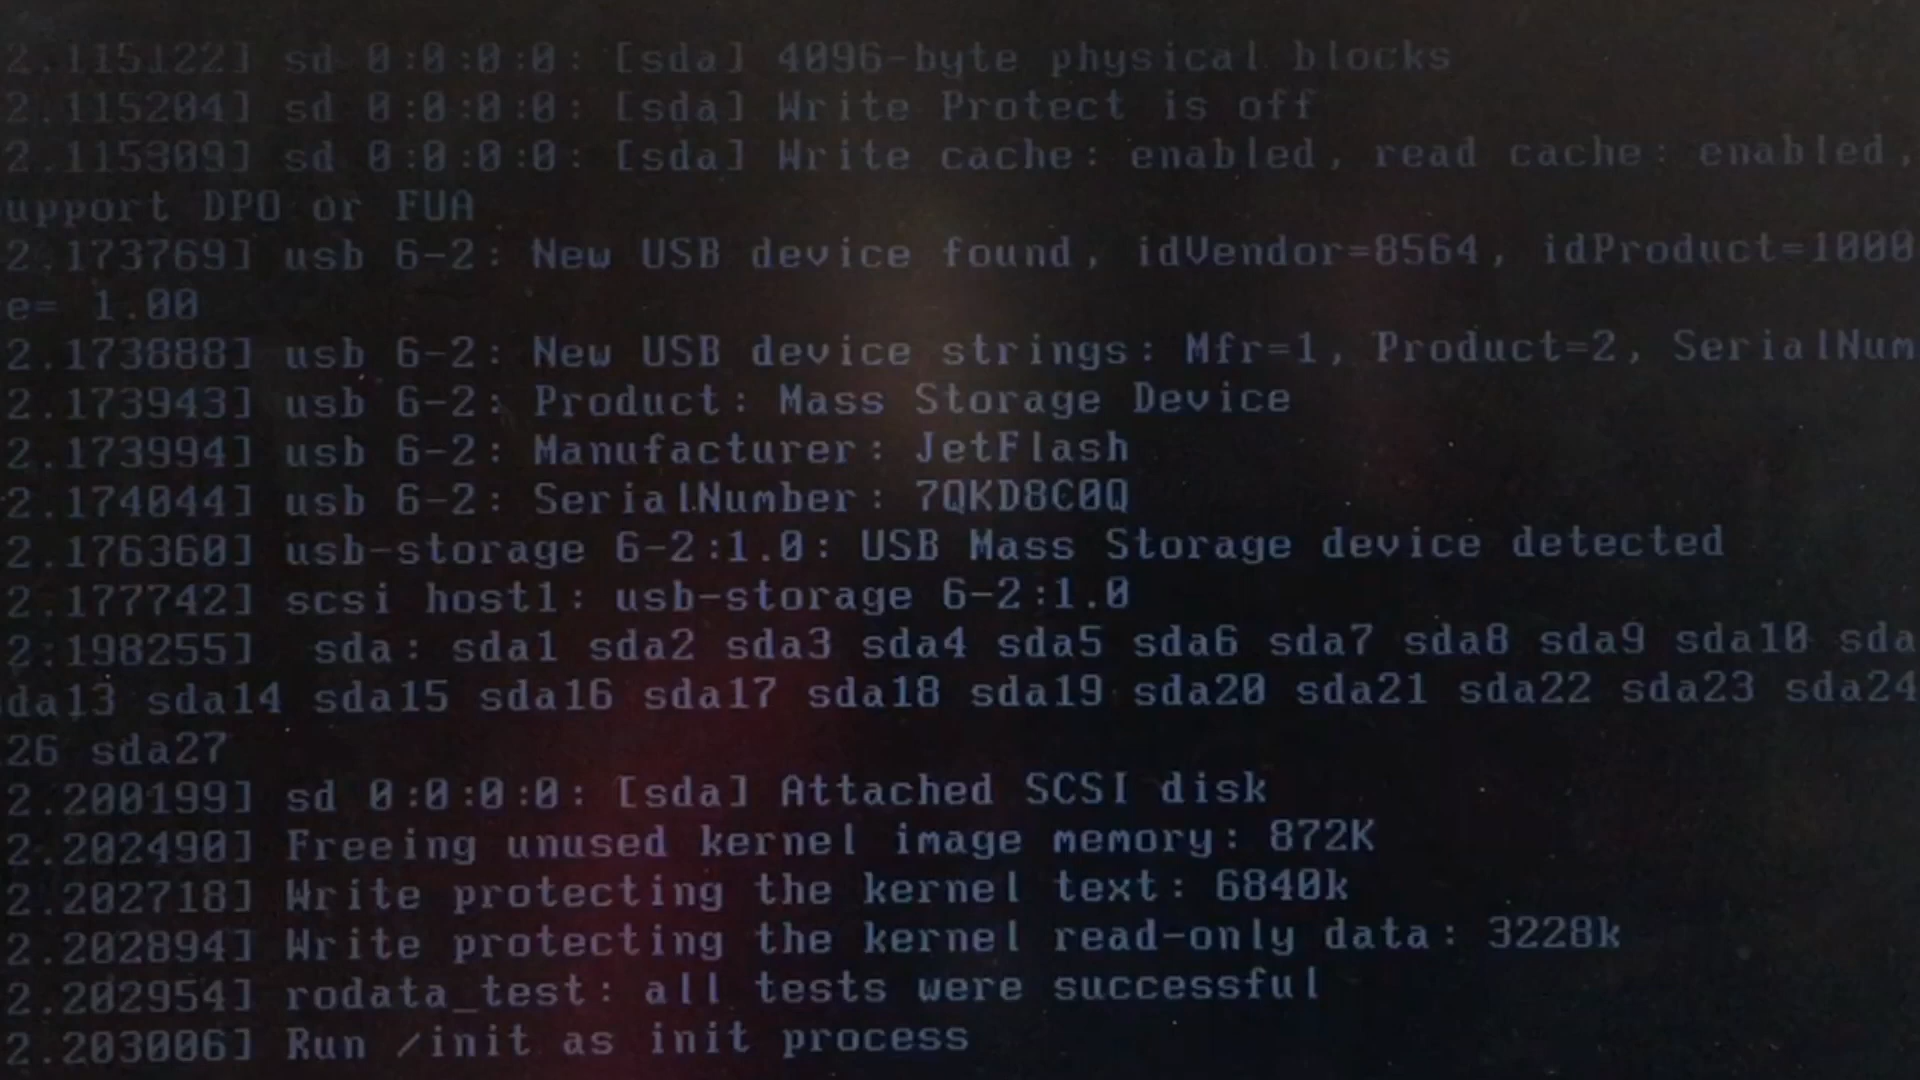 2.115122] sd 0:0:0:0: [sda] 4096-byte physical blocks
2.115204] sd 0:0:0:0: [sda] Write Protect is off
2.115309] sd 0:0:0:0: [sda] Write cache: enabled, read cache: enabled,
upport DPO or FUA
2.173769] usb 6-2: New USB device found, idVendor=8564, idProduct=1000
e= 1.00
2.173888] usb 6-2: New USB device strings: Mfr=1, Product=2, SerialNum
2.173943] usb 6-2: Product: Mass Storage Device
2.173994] usb 6-2: Manufacturer: JetFlash
2.174044] usb 6-2: SerialNumber: 7QKD8C0Q
2.176360] usb-storage 6-2:1.0: USB Mass Storage device detected
2.177742] scsi host1: usb-storage 6-2:1.0
2.198255] sda: sda1 sda2 sda3 sda4 sda5 sda6 sda7 sda8 sda9 sda10 sda
da13 sda14 sda15 sda16 sda17 sda18 sda19 sda20 sda21 sda22 sda23 sda24
26 sda27
2.200199] sd 0:0:0:0: [sda] Attached SCSI disk
2.202490] Freeing unused kernel image memory: 872K
2.202718] Write protecting the kernel text: 6840k
2.202894] Write protecting the kernel read-only data: 3228k
2.202954] rodata_test: all tests were successful
2.203006] Run /init as init process